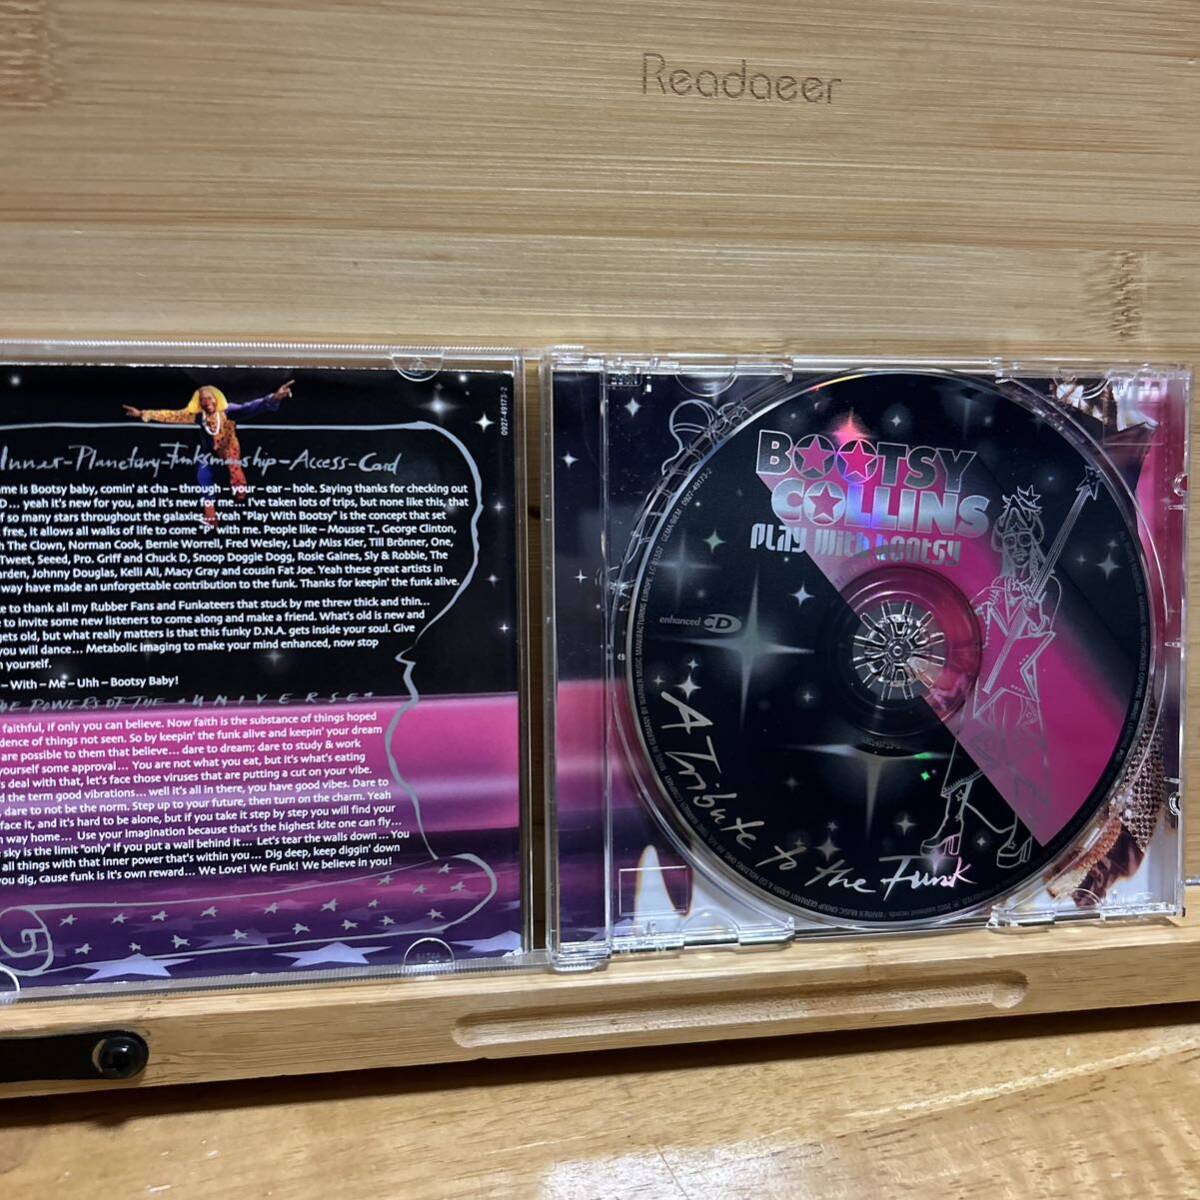 Readaeer
0927-49173-2
Inner-Planetary-Funksmanship-Access-Card
ame is Bootsy baby, comin' at cha – through – your – ear – hole. Saying thanks for checking out
D... yeah it's new for you, and it's new for me... I've taken lots of trips, but none like this, that
f so many stars throughout the galaxies... Yeah "Play With Bootsy" is the concept that set
free, it allows all walks of life to come "P" with me. People like – Mousse T., George Clinton,
h The Clown, Norman Cook, Bernie Worrell, Fred Wesley, Lady Miss Kier, Till Brönner, One,
Tweet, Seeed, Pro. Griff and Chuck D, Snoop Doggie Dogg, Rosie Gaines, Sly & Robbie, The
arden, Johnny Douglas, Kelli Ali, Macy Gray and cousin Fat Joe. Yeah these great artists in
way have made an unforgettable contribution to the funk. Thanks for keepin' the funk alive.
ke to thank all my Rubber Fans and Funkateers that stuck by me threw thick and thin...
e to invite some new listeners to come along and make a friend. What's old is new and
gets old, but what really matters is that this funky D.N.A. gets inside your soul. Give
you will dance... Metabolic imaging to make your mind enhanced, now stop
n yourself.
– With – Me – Uhh – Bootsy Baby!
HE POWERS OF THE • UNIVERSE •
faithful, if only you can believe. Now faith is the substance of things hoped
idence of things not seen. So by keepin' the funk alive and keepin' your dream
are possible to them that believe... dare to dream; dare to study & work
yourself some approval... You are not what you eat, but it's what's eating
's deal with that, let's face those viruses that are putting a cut on your vibe.
d the term good vibrations... well it's all in there, you have good vibes. Dare to
, dare to not be the norm. Step up to your future, then turn on the charm. Yeah
face it, and it's hard to be alone, but if you take it step by step you will find your
n way home... Use your imagination because that's the highest kite one can fly...
e sky is the limit "only" if you put a wall behind it... Let's tear the walls down... You
all things with that inner power that's within you... Dig deep, keep diggin' down
you dig, cause funk is it's own reward... We Love! We Funk! We believe in you!
BOOTSY
COLLINS
Play with bootsy
enhanced CD
A Tribute to the Funk
LC 1557 GEMA/BIEM 0927-49173-2